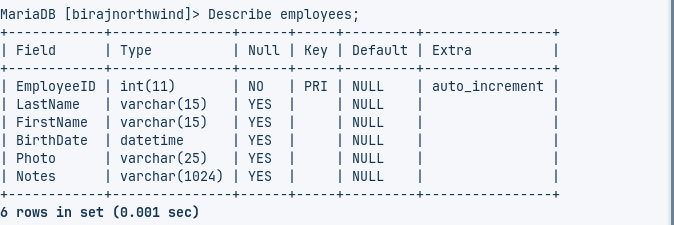 MariaDB [birajnorthwind]> Describe employees;
+------------+---------------+------+-----+---------+----------------+
| Field      | Type          | Null | Key | Default | Extra          |
+------------+---------------+------+-----+---------+----------------+
| EmployeeID | int(11)       | NO   | PRI | NULL    | auto_increment |
| LastName   | varchar(15)   | YES  |     | NULL    |                |
| FirstName  | varchar(15)   | YES  |     | NULL    |                |
| BirthDate  | datetime      | YES  |     | NULL    |                |
| Photo      | varchar(25)   | YES  |     | NULL    |                |
| Notes      | varchar(1024) | YES  |     | NULL    |                |
+------------+---------------+------+-----+---------+----------------+
6 rows in set (0.001 sec)